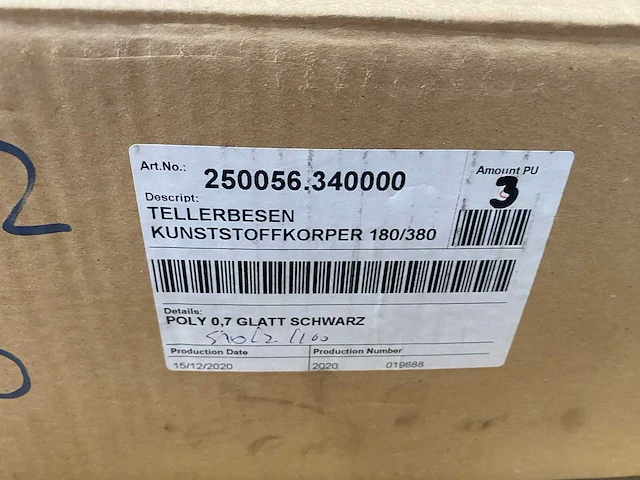 Art.No.: 250056.340000
Amount PU
3
Descript:
TELLERBESEN
KUNSTSTOFFKORPER 180/380
Details:
POLY 0,7 GLATT SCHWARZ
Production Date
Production Number
15/12/2020
2020 019688
2